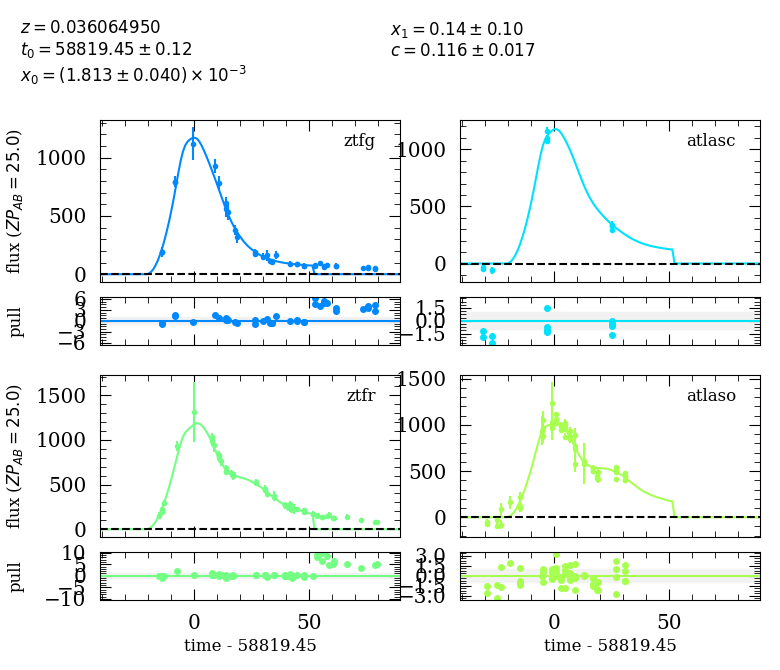 z = 0.036064950
t0 = 58819.45 ± 0.12
x0 = (1.813 ± 0.040) × 10−3
x1 = 0.14 ± 0.10
c = 0.116 ± 0.017
ztfg
flux (ZPAB = 25.0)
1000
500
0
atlasc
1000
500
0
pull
6
3
0
−3
−6
1.5
0.0
−1.5
ztfr
flux (ZPAB = 25.0)
1500
1000
500
0
atlaso
1500
1000
500
0
pull
10
5
0
−5
−10
3.0
1.5
0.0
−1.5
−3.0
0 50
time - 58819.45
0 50
time - 58819.45